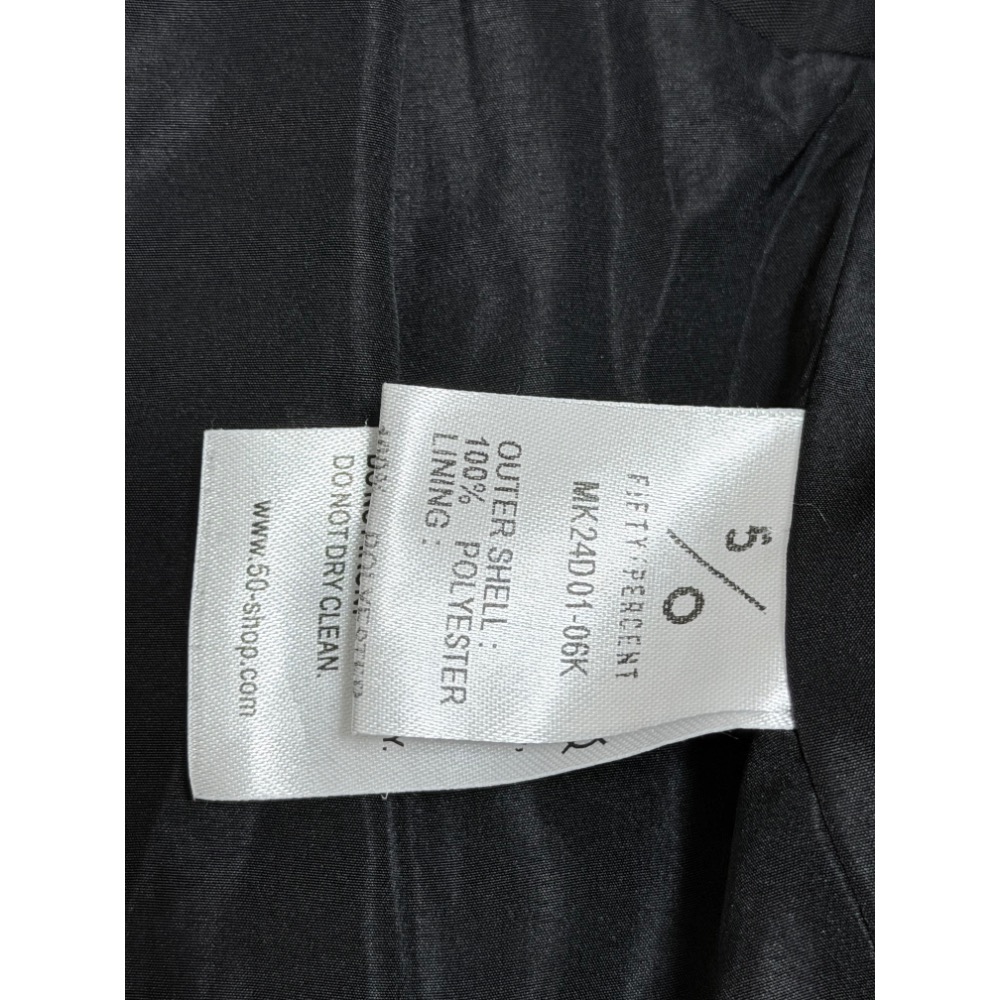 5/0
FIFTY PERCENT
MK24D01-06K
OUTER SHELL :
100% POLYESTER
LINING :
DO NOT DRY CLEAN.
www.50-shop.com